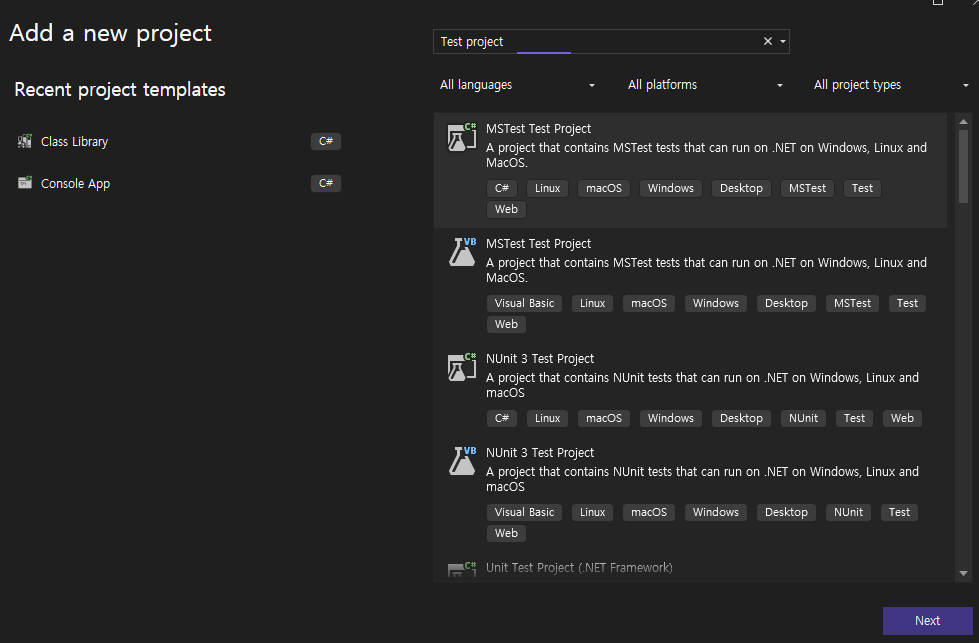 Add a new project
Test project
Recent project templates
All languages
All platforms
All project types
Class Library
C#
Console App
C#
C#
MSTest Test Project
A project that contains MSTest tests that can run on .NET on Windows, Linux and
MacOS.
C# Linux macOS Windows Desktop MSTest Test
Web
VB
MSTest Test Project
A project that contains MSTest tests that can run on .NET on Windows, Linux and
MacOS.
Visual Basic Linux macOS Windows Desktop MSTest Test
Web
C#
NUnit 3 Test Project
A project that contains NUnit tests that can run on .NET on Windows, Linux and
macOS
C# Linux macOS Windows Desktop NUnit Test Web
VB
NUnit 3 Test Project
A project that contains NUnit tests that can run on .NET on Windows, Linux and
macOS
Visual Basic Linux macOS Windows Desktop NUnit Test
Web
C#
Unit Test Project (.NET Framework)
Next